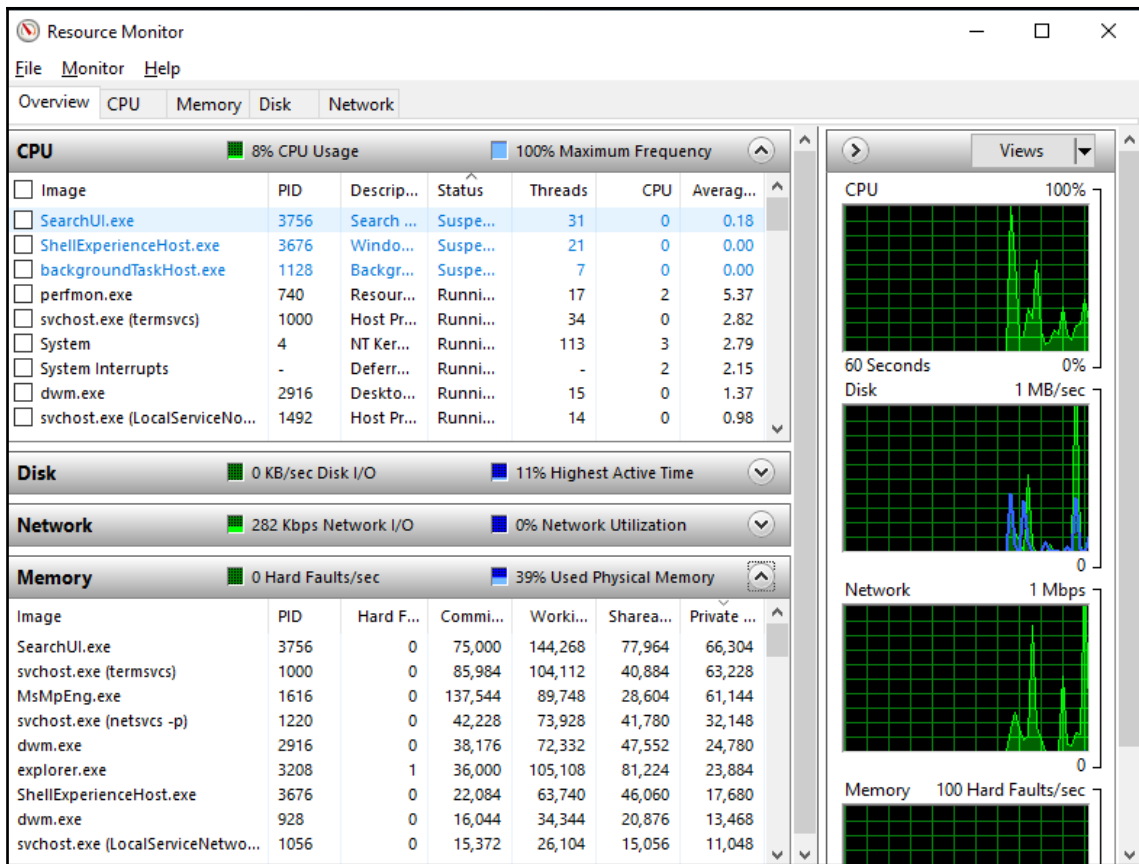 Resource Monitor
File Monitor Help
Overview CPU Memory Disk Network
CPU 8% CPU Usage 100% Maximum Frequency
Image PID Descrip... Status Threads CPU Averag...
SearchUI.exe 3756 Search ... Suspe... 31 0 0.18
ShellExperienceHost.exe 3676 Windo... Suspe... 21 0 0.00
backgroundTaskHost.exe 1128 Backgr... Suspe... 7 0 0.00
perfmon.exe 740 Resour... Runni... 17 2 5.37
svchost.exe (termsvcs) 1000 Host Pr... Runni... 34 0 2.82
System 4 NT Ker... Runni... 113 3 2.79
System Interrupts - Deferr... Runni... - 2 2.15
dwm.exe 2916 Deskto... Runni... 15 0 1.37
svchost.exe (LocalServiceNo... 1492 Host Pr... Runni... 14 0 0.98
Disk 0 KB/sec Disk I/O 11% Highest Active Time
Network 282 Kbps Network I/O 0% Network Utilization
Memory 0 Hard Faults/sec 39% Used Physical Memory
Image PID Hard F... Commi... Worki... Sharea... Private ...
SearchUI.exe 3756 0 75,000 144,268 77,964 66,304
svchost.exe (termsvcs) 1000 0 85,984 104,112 40,884 63,228
MsMpEng.exe 1616 0 137,544 89,748 28,604 61,144
svchost.exe (netsvcs -p) 1220 0 42,228 73,928 41,780 32,148
dwm.exe 2916 0 38,176 72,332 47,552 24,780
explorer.exe 3208 1 36,000 105,108 81,224 23,884
ShellExperienceHost.exe 3676 0 22,084 63,740 46,060 17,680
dwm.exe 928 0 16,044 34,344 20,876 13,468
svchost.exe (LocalServiceNetwo... 1056 0 15,372 26,104 15,056 11,048
Views
CPU 100%
60 Seconds 0%
Disk 1 MB/sec
0
Network 1 Mbps
0
Memory 100 Hard Faults/sec